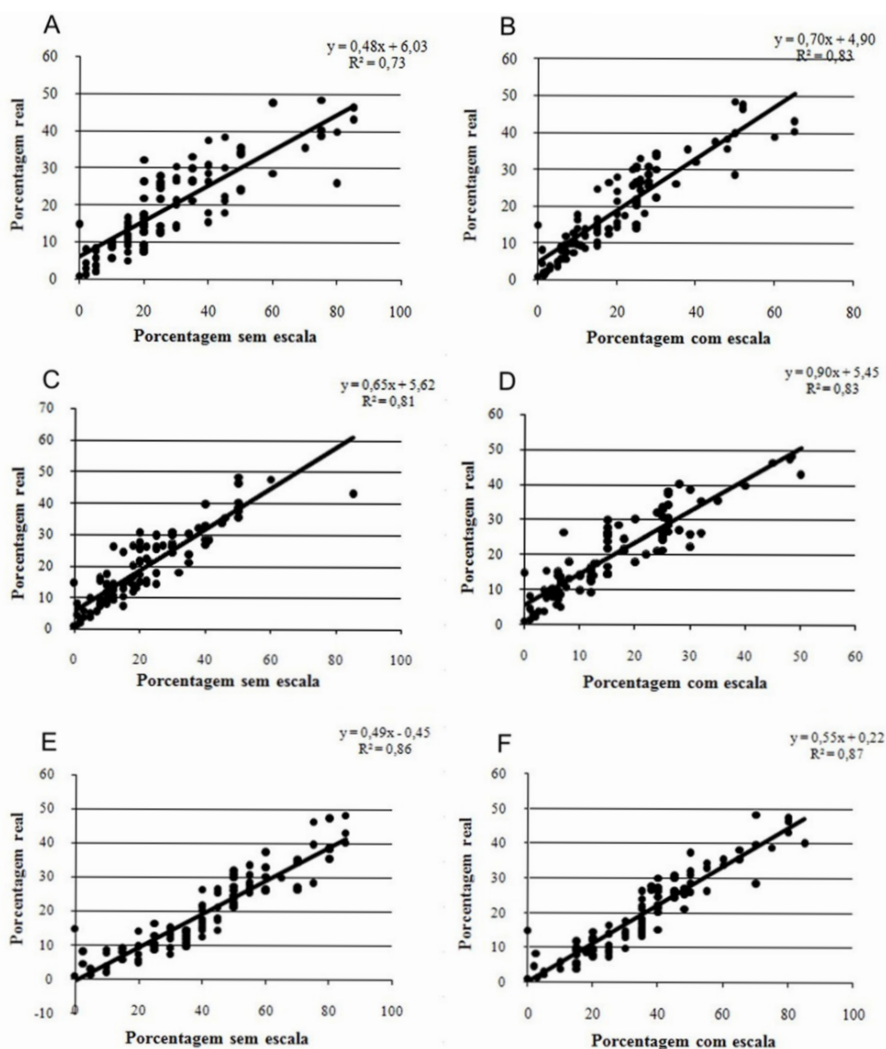 A
y = 0,48x + 6,03
R² = 0,73
Porcentagem real
60
50
40
30
20
10
0
0 20 40 60 80 100
Porcentagem sem escala
B
y = 0,70x + 4,90
R² = 0,83
Porcentagem real
60
50
40
30
20
10
0
0 20 40 60 80
Porcentagem com escala
C
y = 0,65x + 5,62
R² = 0,81
Porcentagem real
70
60
50
40
30
20
10
0
0 20 40 60 80 100
Porcentagem sem escala
D
y = 0,90x + 5,45
R² = 0,83
Porcentagem real
60
50
40
30
20
10
0
0 10 20 30 40 50 60
Porcentagem com escala
E
y = 0,49x - 0,45
R² = 0,86
Porcentagem real
60
50
40
30
20
10
0
-10
0 20 40 60 80 100
Porcentagem sem escala
F
y = 0,55x + 0,22
R² = 0,87
Porcentagem real
60
50
40
30
20
10
0
0 20 40 60 80 100
Porcentagem com escala